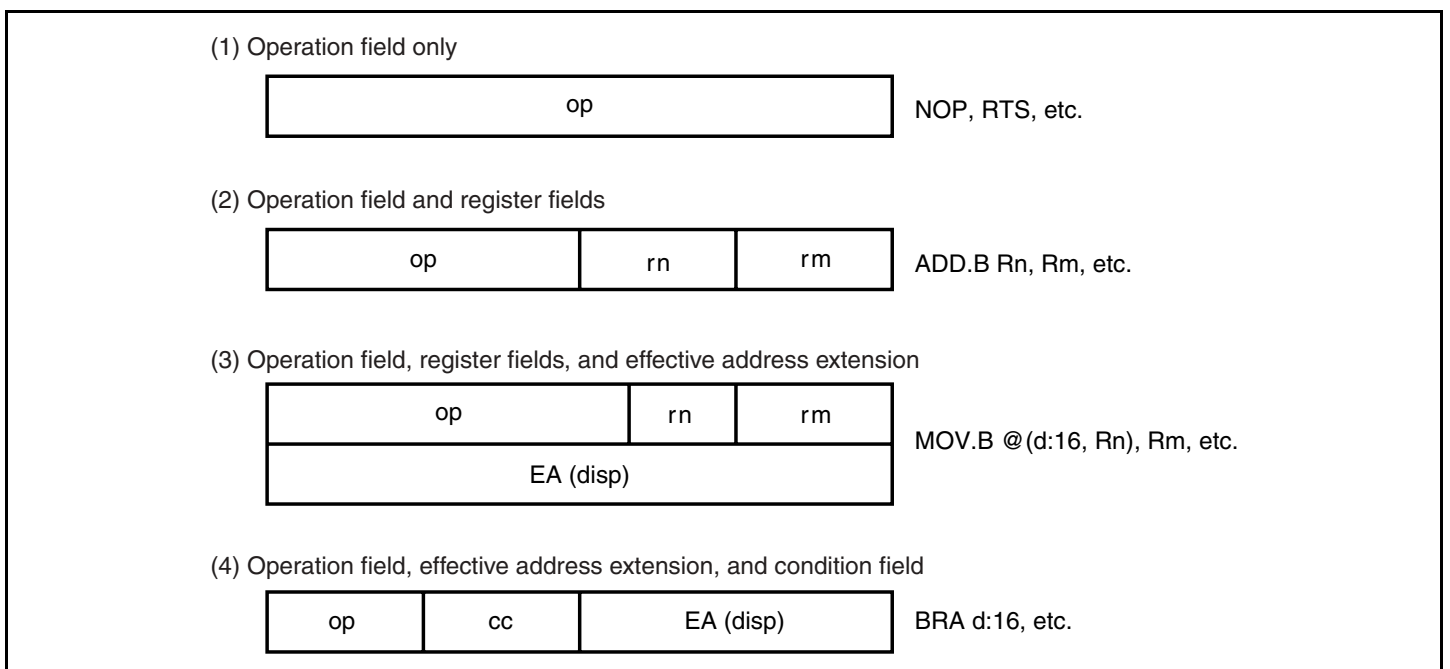 (1) Operation field only
op
NOP, RTS, etc.
(2) Operation field and register fields
op rn rm
ADD.B Rn, Rm, etc.
(3) Operation field, register fields, and effective address extension
op rn rm
MOV.B @(d:16, Rn), Rm, etc.
EA (disp)
(4) Operation field, effective address extension, and condition field
op cc EA (disp)
BRA d:16, etc.